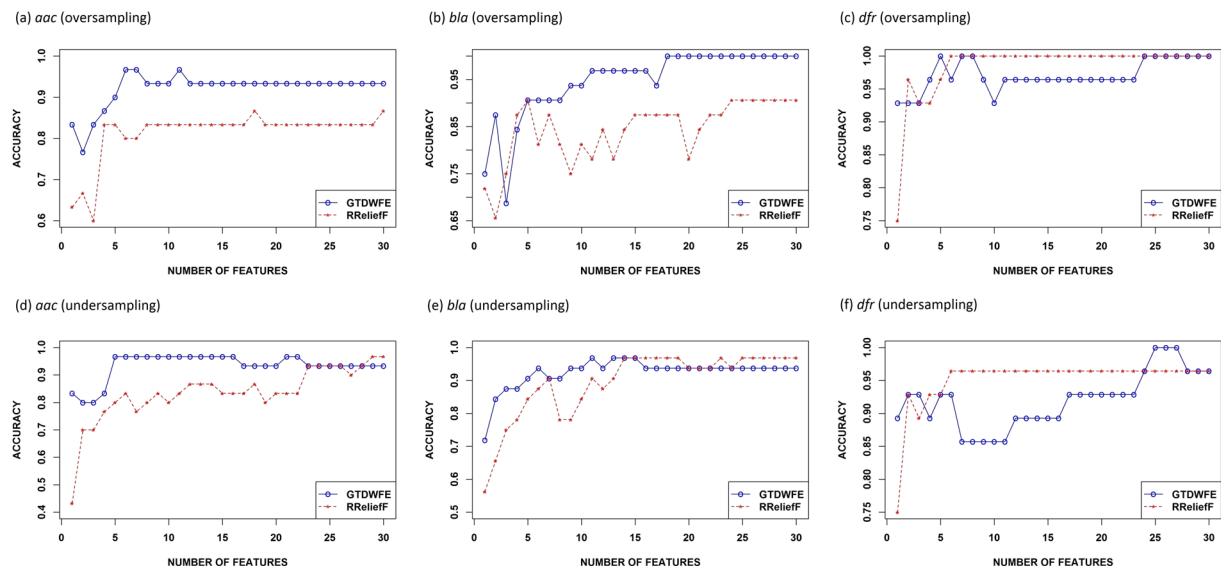 (a) aac (oversampling)
ACCURACY
1.0
0.9
0.8
0.7
0.6
0 5 10 15 20 25 30
NUMBER OF FEATURES
GTDWFE
RReliefF
(b) bla (oversampling)
ACCURACY
0.95
0.85
0.75
0.65
0 5 10 15 20 25 30
NUMBER OF FEATURES
GTDWFE
RReliefF
(c) dfr (oversampling)
ACCURACY
1.00
0.95
0.90
0.85
0.80
0.75
0 5 10 15 20 25 30
NUMBER OF FEATURES
GTDWFE
RReliefF
(d) aac (undersampling)
ACCURACY
1.0
0.9
0.8
0.7
0.6
0.5
0.4
0 5 10 15 20 25 30
NUMBER OF FEATURES
GTDWFE
RReliefF
(e) bla (undersampling)
ACCURACY
1.0
0.9
0.8
0.7
0.6
0.5
0 5 10 15 20 25 30
NUMBER OF FEATURES
GTDWFE
RReliefF
(f) dfr (undersampling)
ACCURACY
1.00
0.95
0.90
0.85
0.80
0.75
0 5 10 15 20 25 30
NUMBER OF FEATURES
GTDWFE
RReliefF